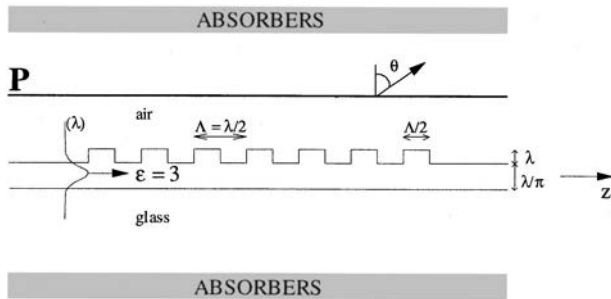 ABSORBERS
P
θ
air
(λ)
Λ = λ/2
Λ/2
λ
ε = 3
λ/π
z
glass
ABSORBERS